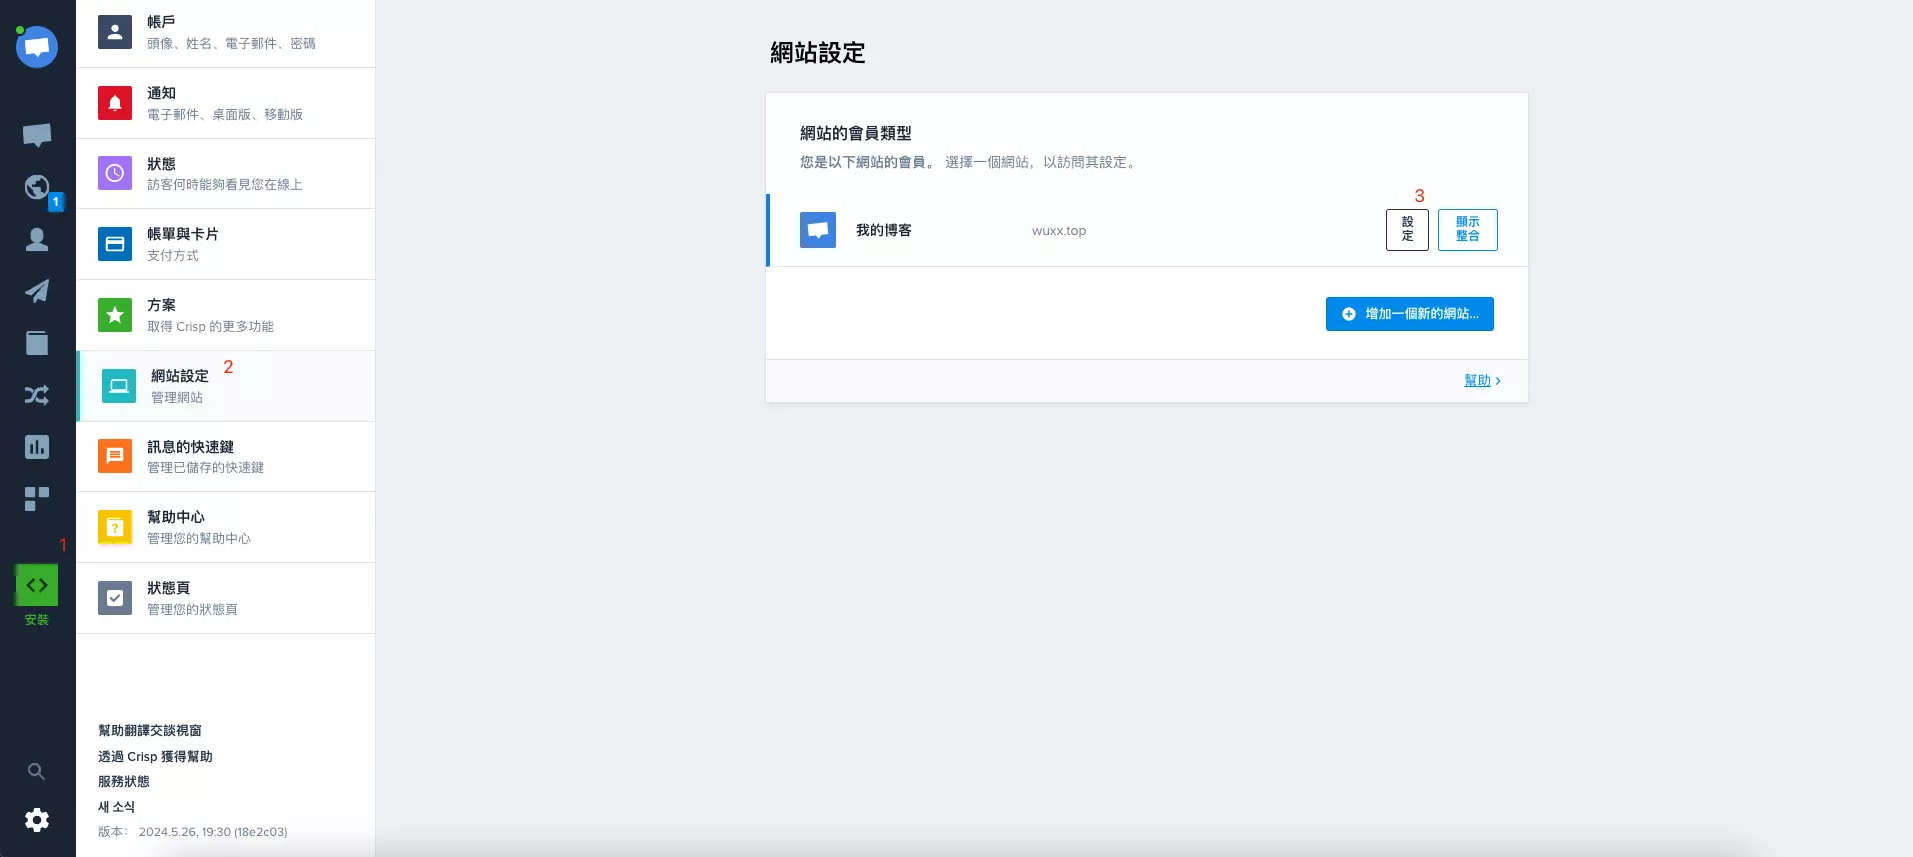 1
1
安裝
帳戶
頭像、姓名、電子郵件、密碼
通知
電子郵件、桌面版、移動版
狀態
訪客何時能夠看見您在線上
帳單與卡片
支付方式
方案
取得 Crisp 的更多功能
網站設定 2
管理網站
訊息的快速鍵
管理已儲存的快速鍵
幫助中心
管理您的幫助中心
狀態頁
管理您的狀態頁
幫助翻譯交談視窗
透過 Crisp 獲得幫助
服務狀態
새 소식
版本： 2024.5.26, 19:30 (18e2c03)
網站設定
網站的會員類型
您是以下網站的會員。 選擇一個網站，以訪問其設定。
3
我的博客 wuxx.top
設
定
顯示
整合
增加一個新的網站...
幫助